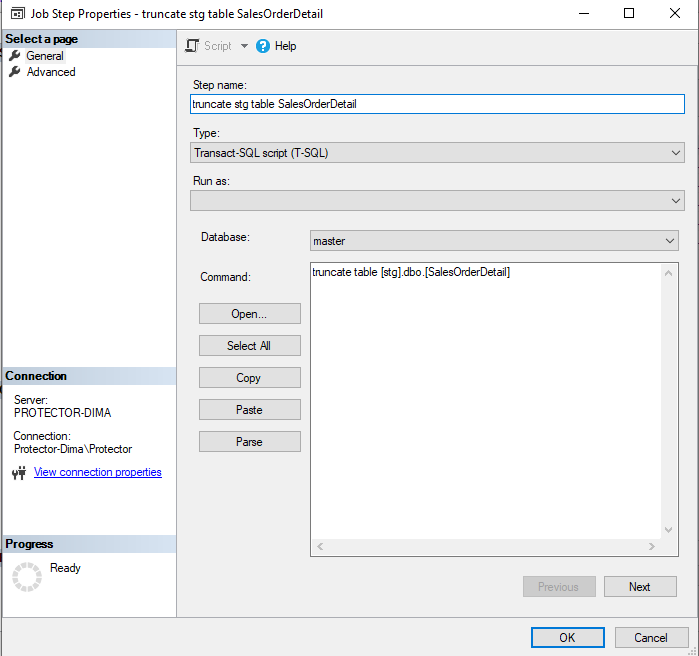 Job Step Properties - truncate stg table SalesOrderDetail
Select a page
General
Advanced
Script
Help
Step name:
truncate stg table SalesOrderDetail
Type:
Transact-SQL script (T-SQL)
Run as:
Database:
master
Command:
truncate table [stg].dbo.[SalesOrderDetail]
Open...
Select All
Copy
Paste
Parse
Connection
Server:
PROTECTOR-DIMA
Connection:
Protector-Dima\Protector
View connection properties
Progress
Ready
Previous
Next
OK
Cancel